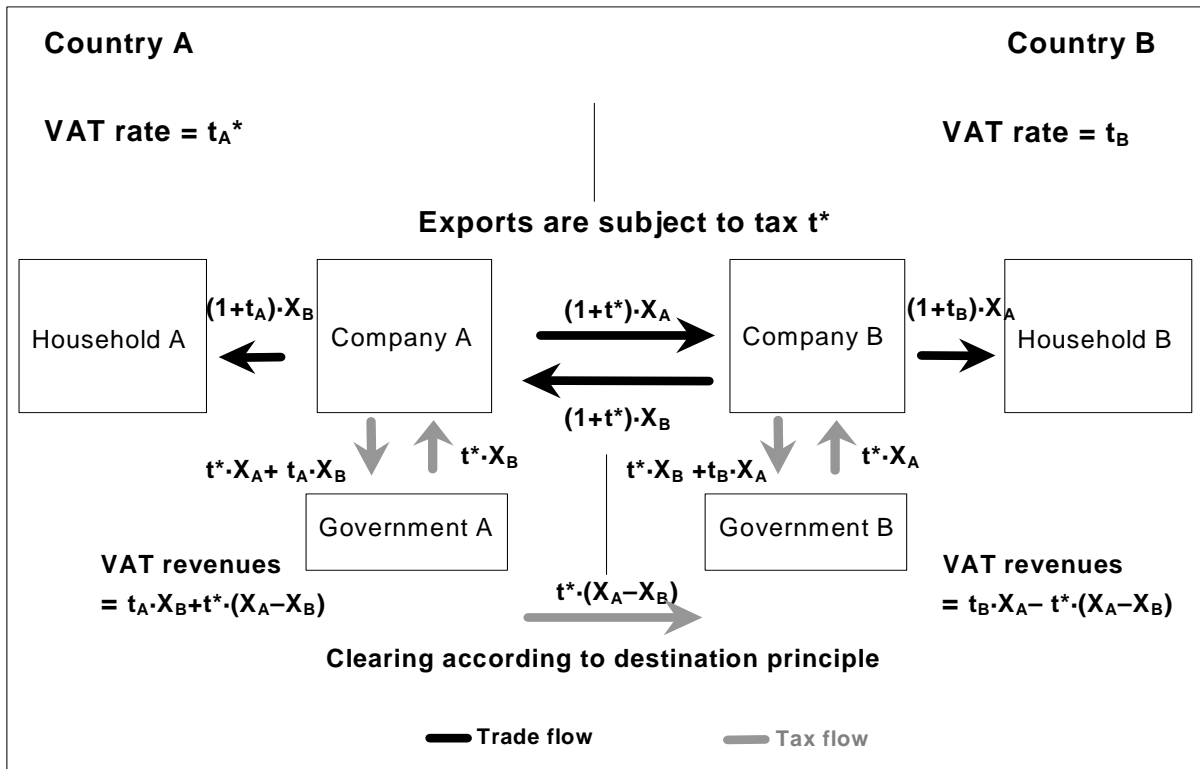 Country A
Country B
VAT rate = tA*
VAT rate = tB
Exports are subject to tax t*
Household A
(1+tA)·XB
Company A
(1+t*)·XA
(1+t*)·XB
Company B
(1+tB)·XA
Household B
t*·XA+ tA·XB
t*·XB
t*·XB +tB·XA
t*·XA
Government A
Government B
VAT revenues
= tA·XB+t*·(XA–XB)
t*·(XA–XB)
VAT revenues
= tB·XA– t*·(XA–XB)
Clearing according to destination principle
Trade flow
Tax flow